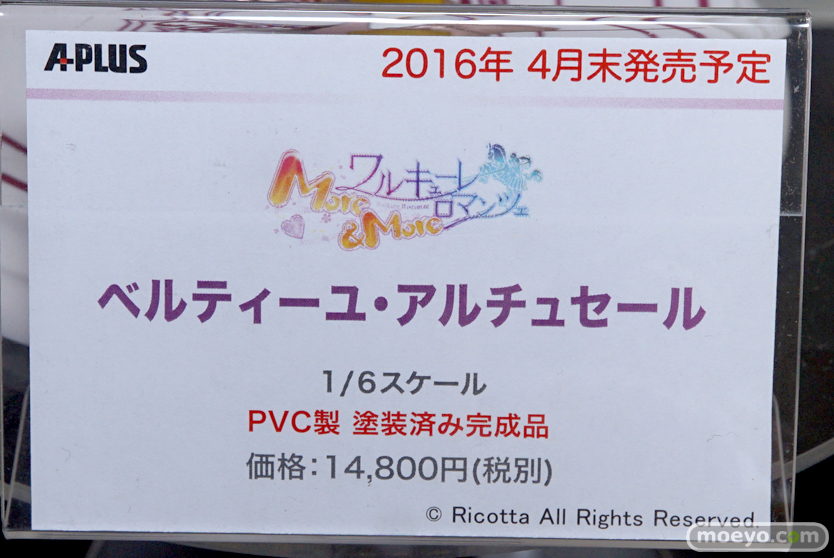 A-PLUS
2016年 4月末発売予定
ワルキューレ
ロマンツェ
More
&More
ベルティーユ・アルチュセール
1/6スケール
PVC製 塗装済み完成品
価格：14,800円(税別)
© Ricotta All Rights Reserved.
moeyo.com